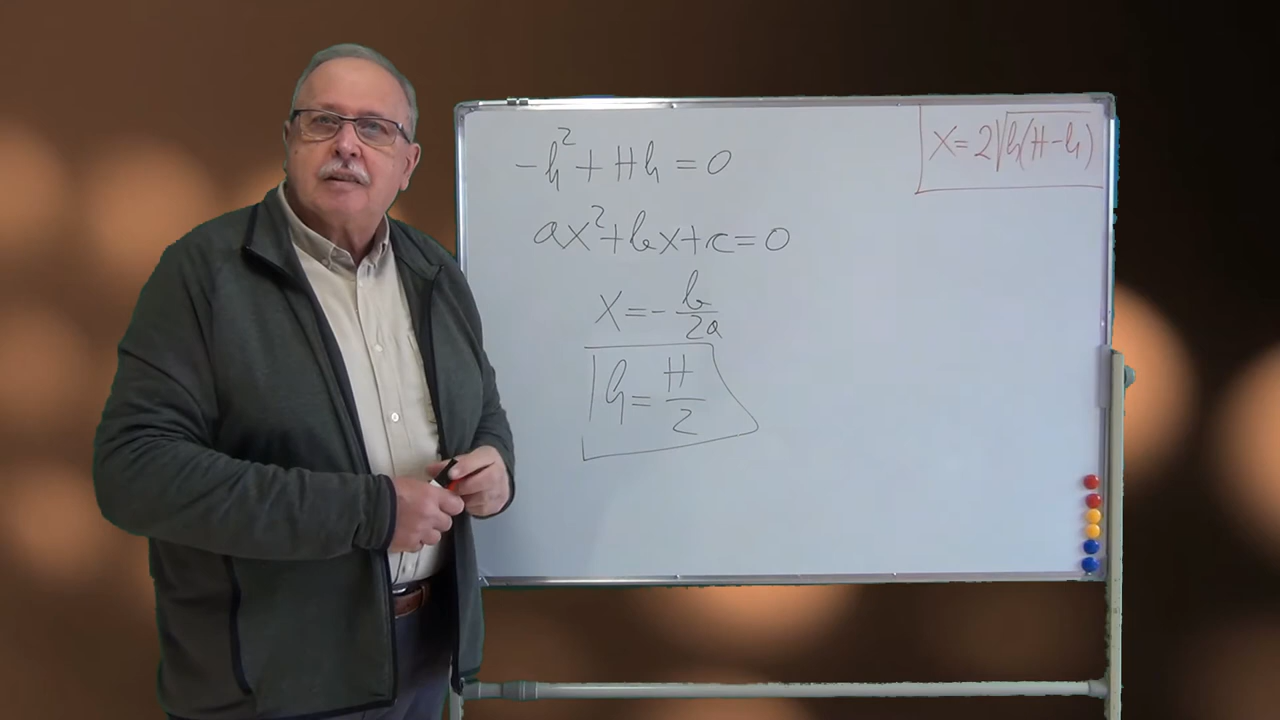 -h² + Hh = 0
ax² + bx + c = 0
x = - b/2a
h = H/2
x = 2√h(H-h)